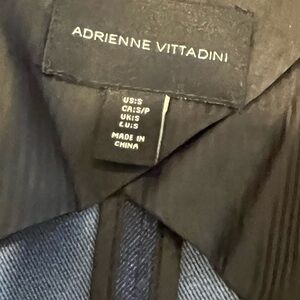 ADRIENNE VITTADINI
US:S
CA:S/P
UK:S
EU:S
MADE IN
CHINA